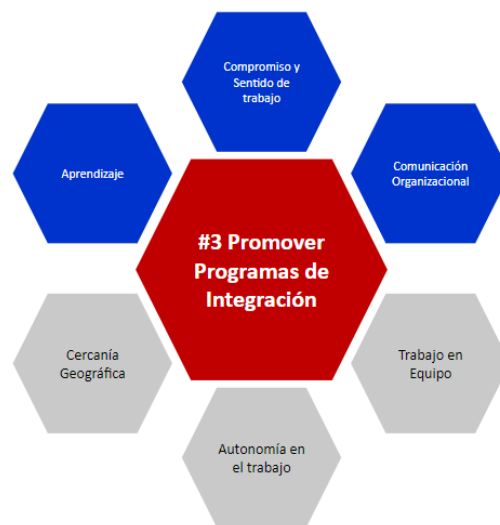 Compromiso y
Sentido de
trabajo
Aprendizaje
Comunicación
Organizacional
#3 Promover
Programas de
Integración
Cercanía
Geográfica
Trabajo en
Equipo
Autonomía en
el trabajo